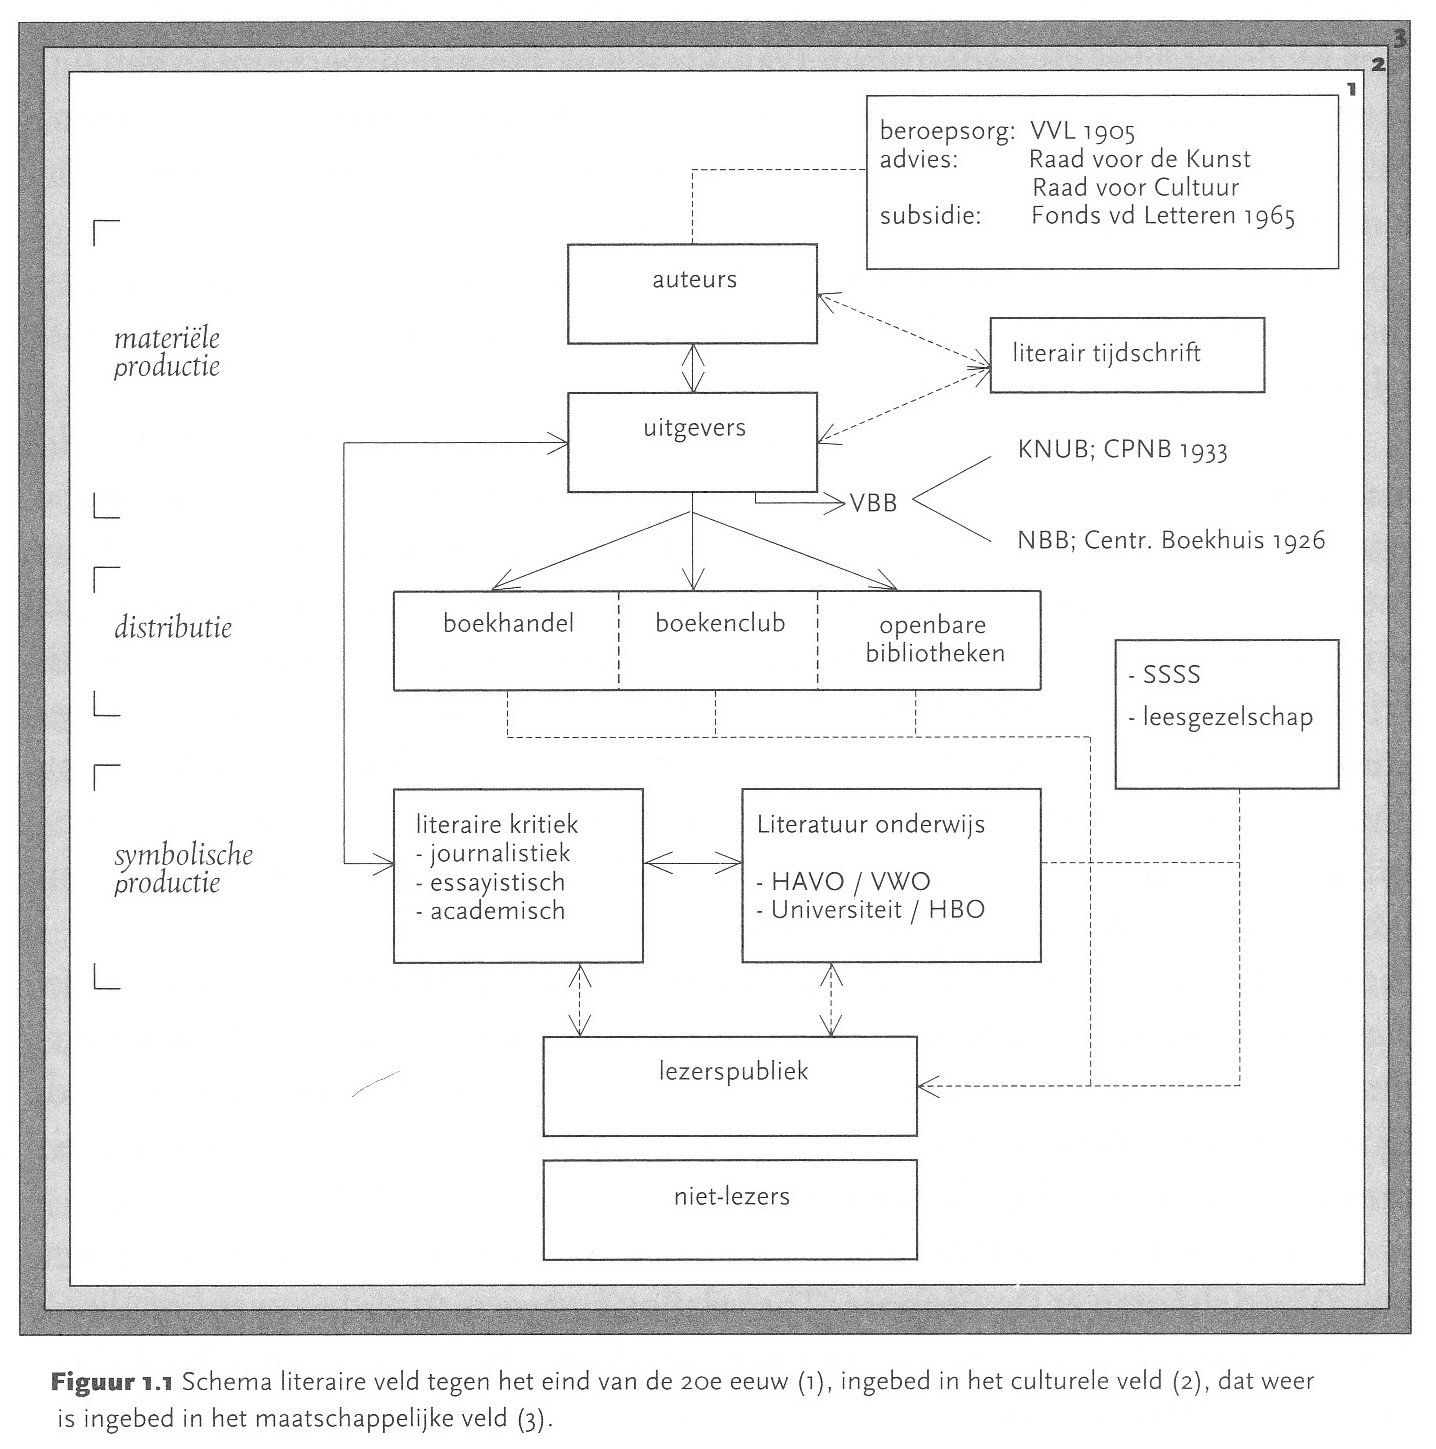 3
2
1
beroepsorg: VVL 1905
advies: Raad voor de Kunst
Raad voor Cultuur
subsidie: Fonds vd Letteren 1965
auteurs
materiële
productie
literair tijdschrift
uitgevers
KNUB; CPNB 1933
VBB
NBB; Centr. Boekhuis 1926
distributie
boekhandel
boekenclub
openbare
bibliotheken
- SSSS
- leesgezelschap
symbolische
productie
literaire kritiek
- journalistiek
- essayistisch
- academisch
Literatuur onderwijs
- HAVO / VWO
- Universiteit / HBO
lezerspubliek
niet-lezers
Figuur 1.1 Schema literaire veld tegen het eind van de 20e eeuw (1), ingebed in het culturele veld (2), dat weer
is ingebed in het maatschappelijke veld (3).